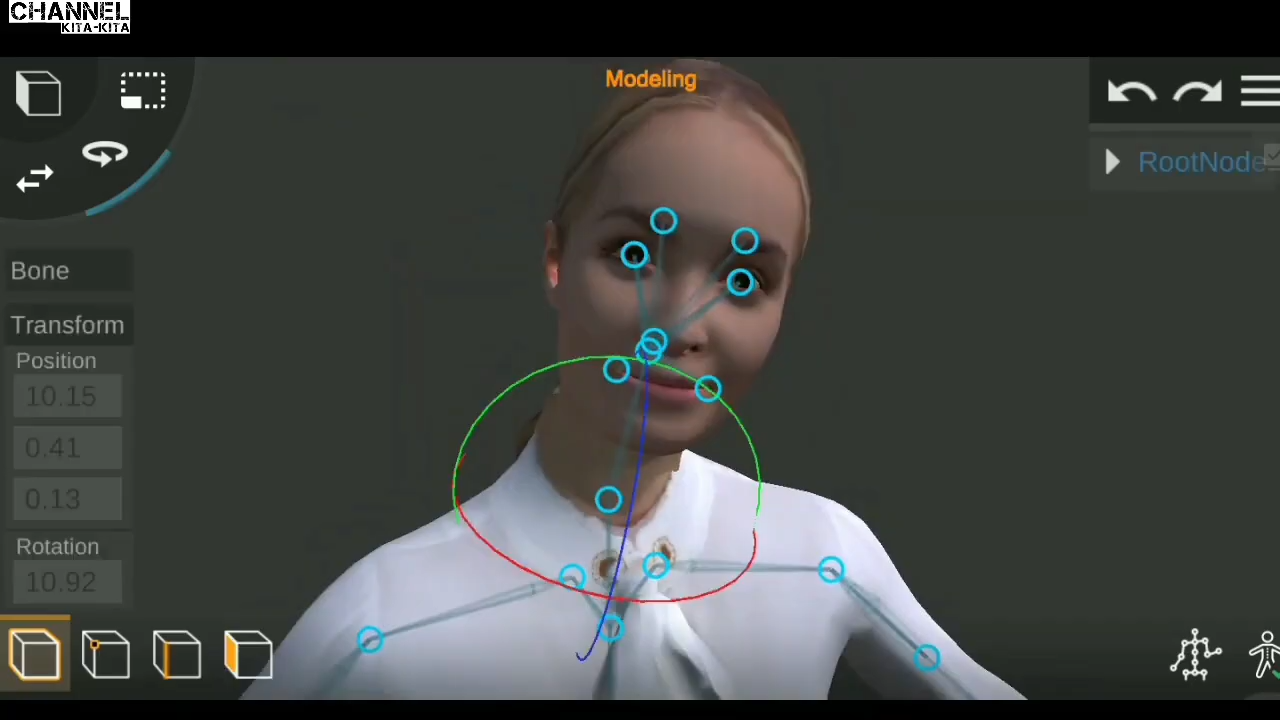 CHANNEL
KITA-KITA
Modeling
RootNode
Bone
Transform
Position
10.15
0.41
0.13
Rotation
10.92